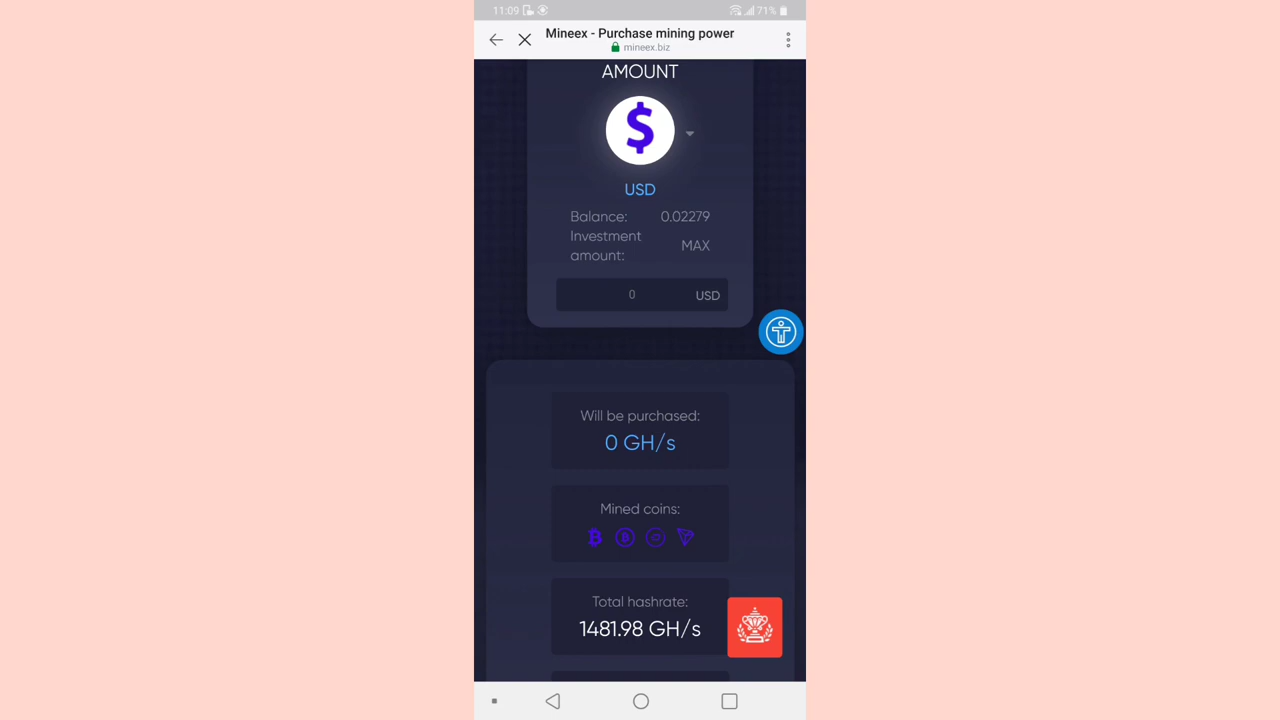 11:09 71%
Mineex - Purchase mining power
mineex.biz
AMOUNT
$
USD
Balance: 0.02279
Investment amount: MAX
0 USD
Will be purchased:
0 GH/s
Mined coins:
Total hashrate:
1481.98 GH/s